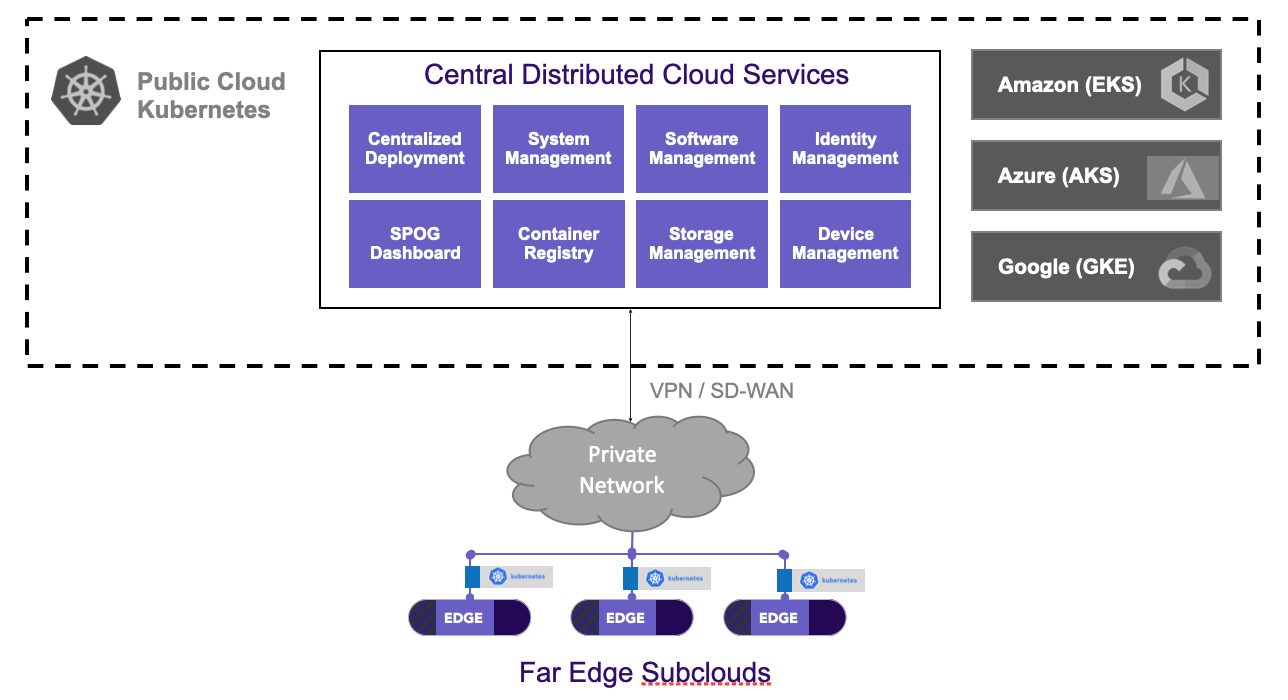 Public Cloud
Kubernetes
Central Distributed Cloud Services
Centralized
Deployment
System
Management
Software
Management
Identity
Management
SPOG
Dashboard
Container
Registry
Storage
Management
Device
Management
Amazon (EKS)
K
Azure (AKS)
Google (GKE)
VPN / SD-WAN
Private
Network
kubernetes
kubernetes
kubernetes
EDGE
EDGE
EDGE
Far Edge Subclouds